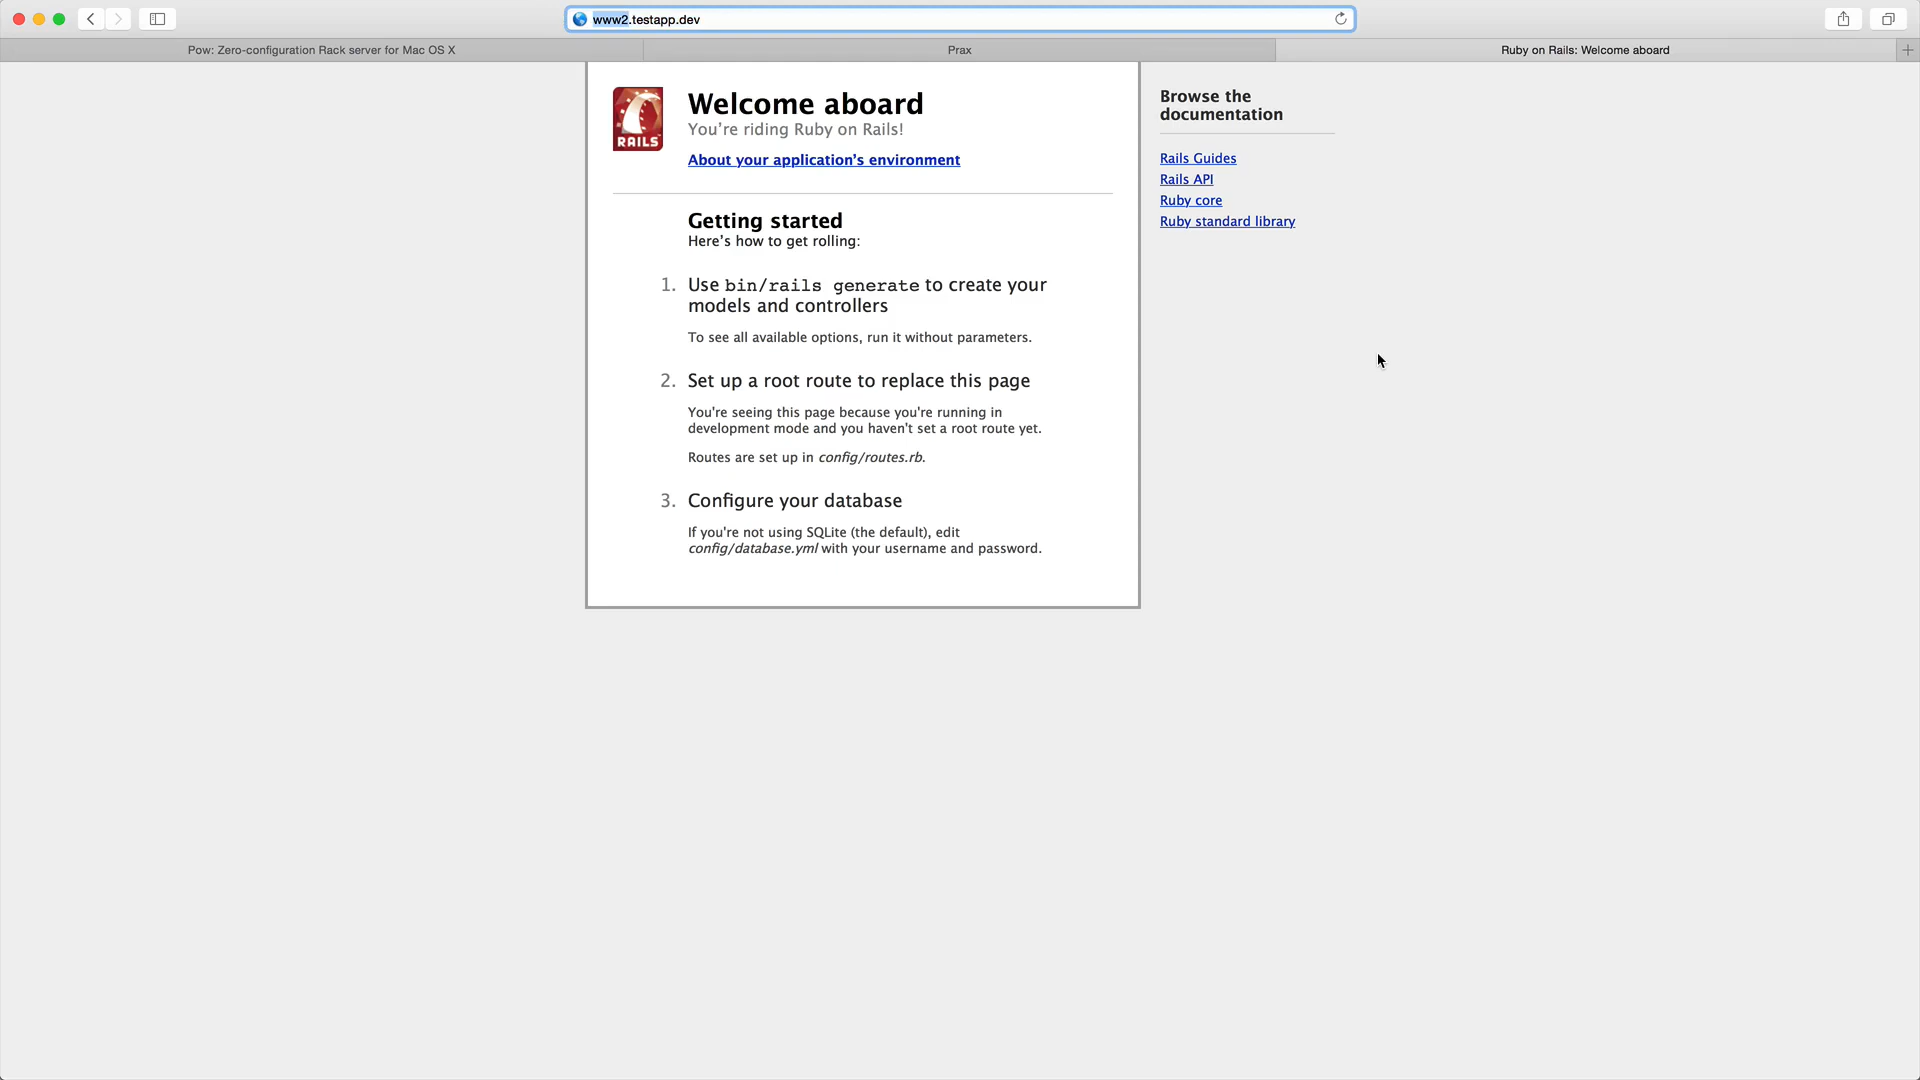 www2.testapp.dev
Pow: Zero-configuration Rack server for Mac OS X
Prax
Ruby on Rails: Welcome aboard
RAILS
Welcome aboard
You’re riding Ruby on Rails!
About your application’s environment
Getting started
Here’s how to get rolling:
1. Use bin/rails generate to create your
models and controllers
To see all available options, run it without parameters.
2. Set up a root route to replace this page
You're seeing this page because you're running in
development mode and you haven't set a root route yet.
Routes are set up in config/routes.rb.
3. Configure your database
If you're not using SQLite (the default), edit
config/database.yml with your username and password.
Browse the
documentation
Rails Guides
Rails API
Ruby core
Ruby standard library